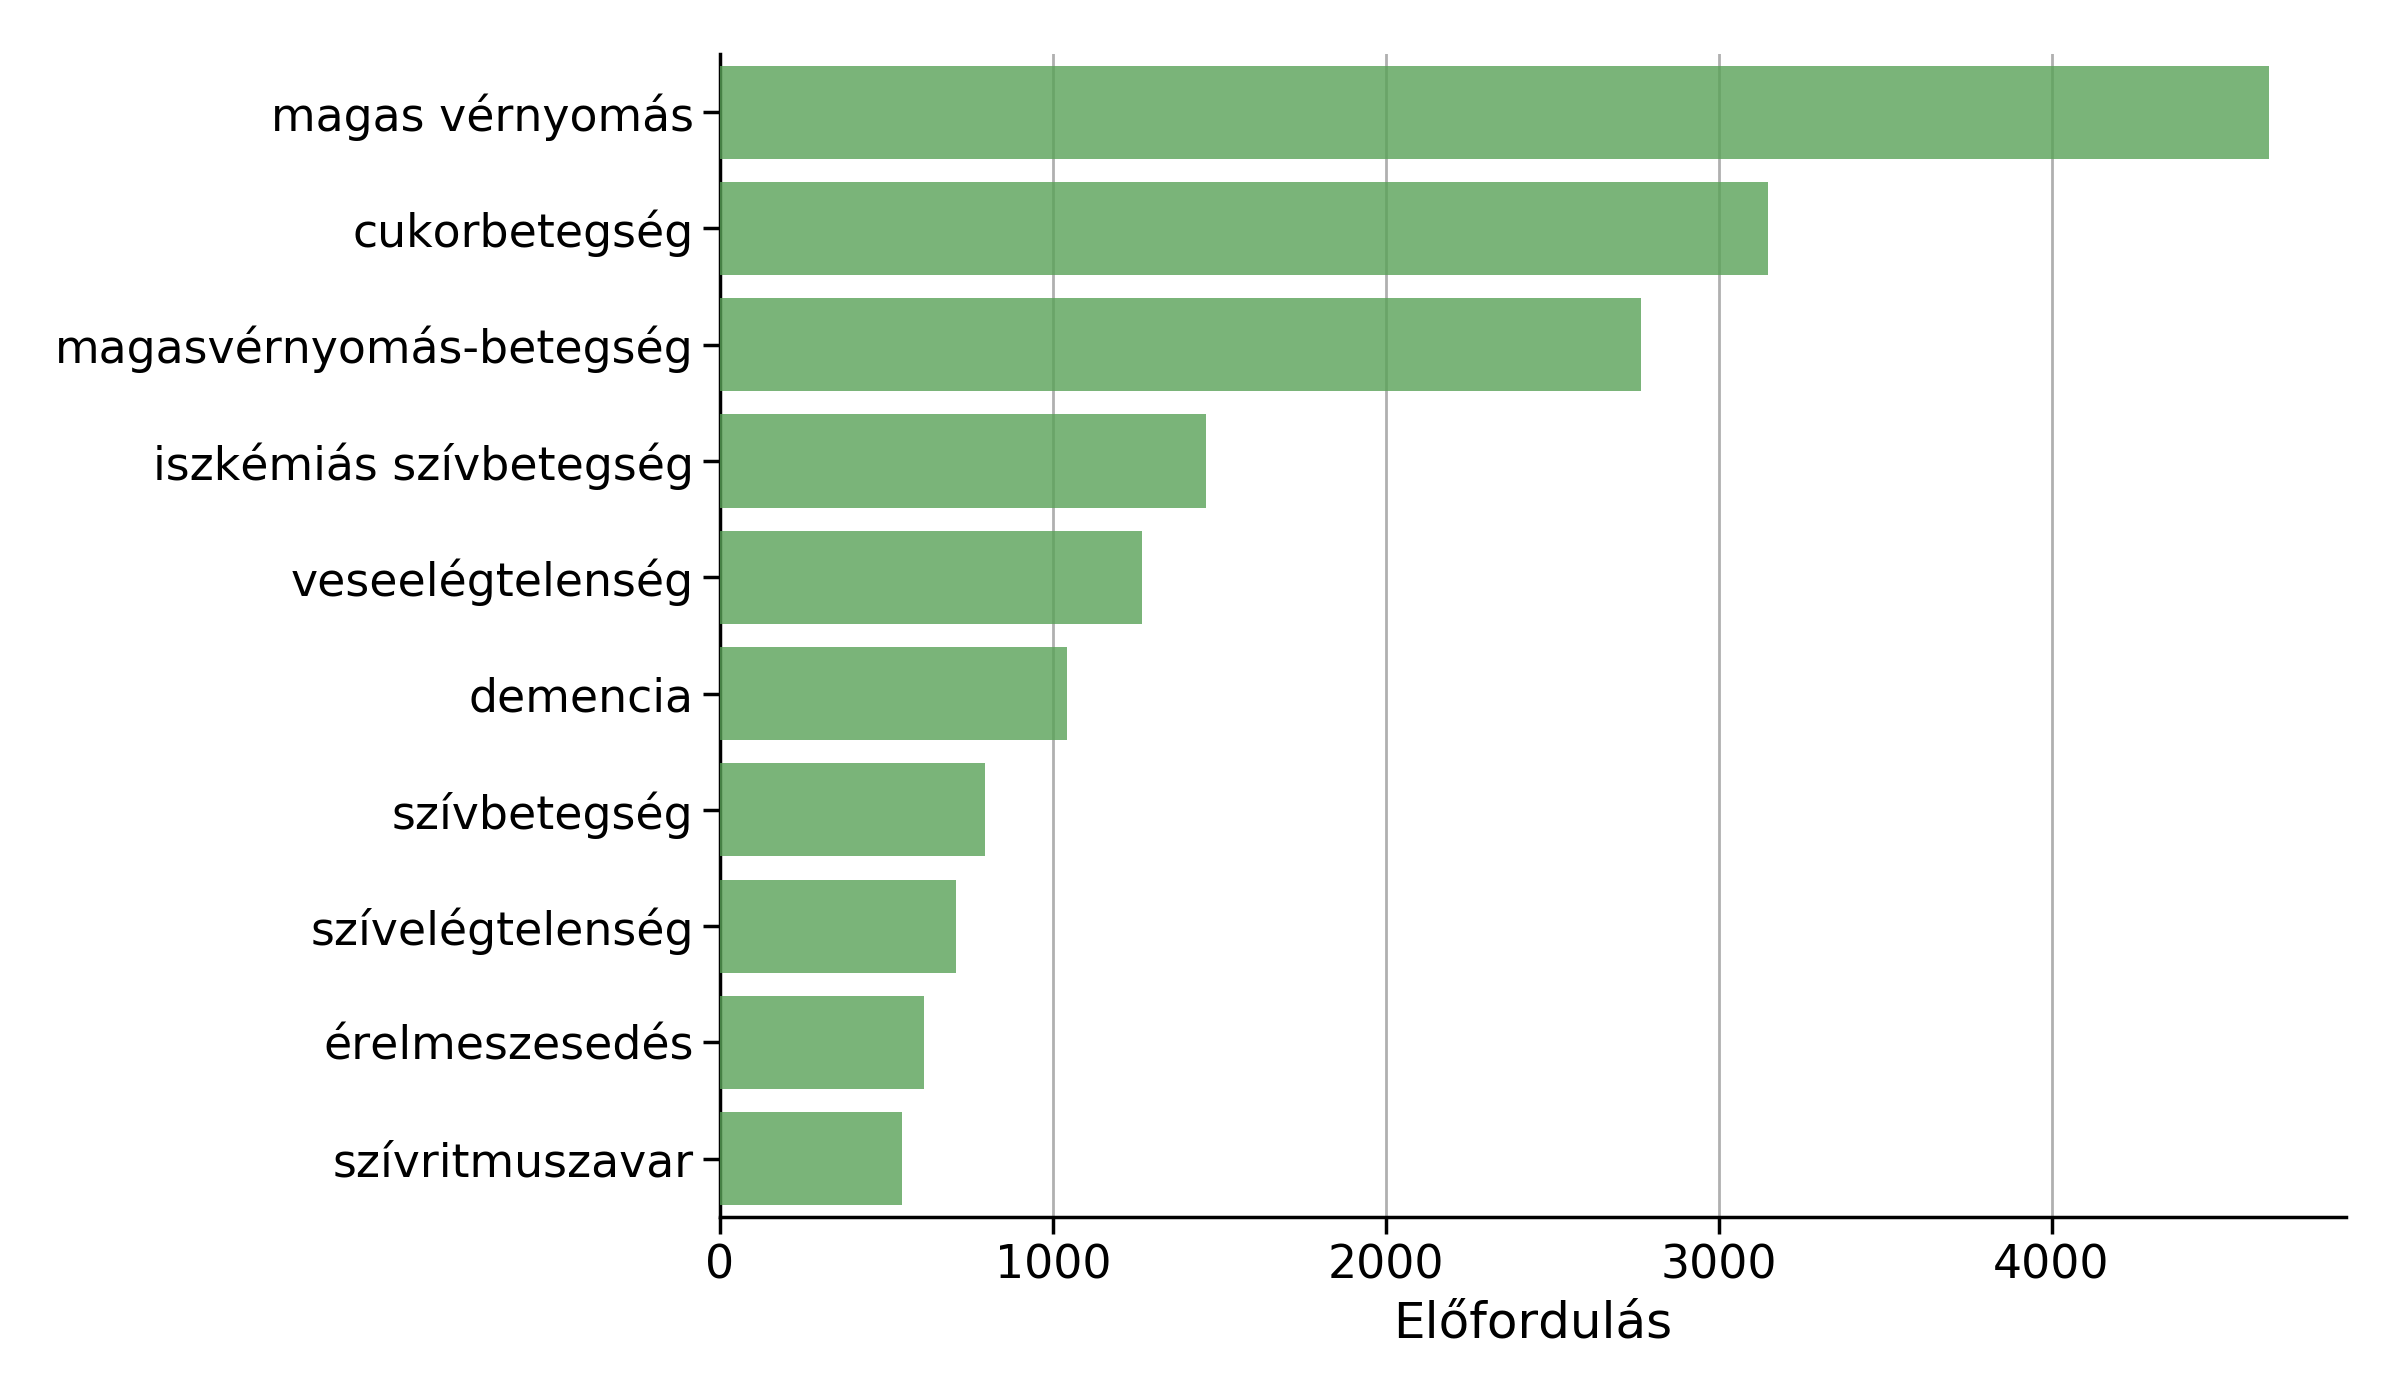 magas vérnyomás
cukorbetegség
magasvérnyomás-betegség
iszkémiás szívbetegség
veseelégtelenség
demencia
szívbetegség
szívelégtelenség
érelmeszesedés
szívritmuszavar
0 1000 2000 3000 4000
Előfordulás